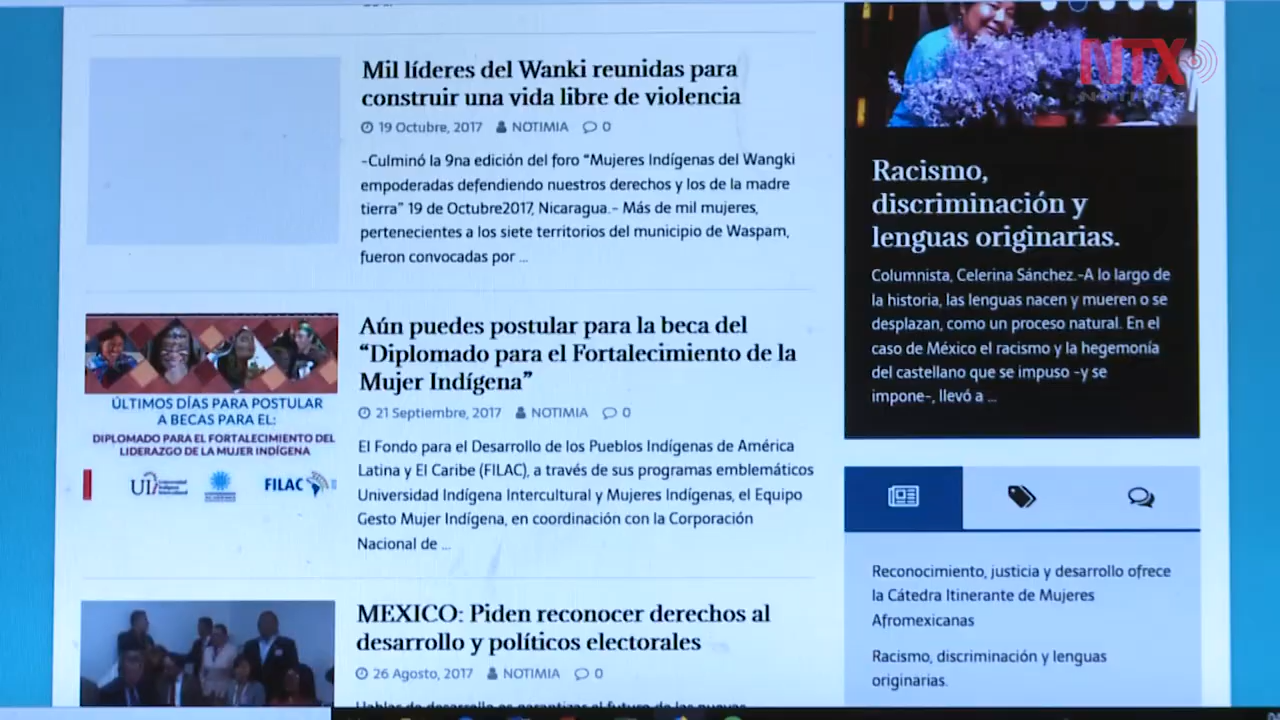 Mil líderes del Wanki reunidas para
construir una vida libre de violencia
19 Octubre, 2017 NOTIMIA 0
-Culminó la 9na edición del foro “Mujeres Indígenas del Wangki
empoderadas defendiendo nuestros derechos y los de la madre
tierra” 19 de Octubre2017, Nicaragua.- Más de mil mujeres,
pertenecientes a los siete territorios del municipio de Waspam,
fueron convocadas por ...
Aún puedes postular para la beca del
“Diplomado para el Fortalecimiento de la
Mujer Indígena”
21 Septiembre, 2017 NOTIMIA 0
ÚLTIMOS DÍAS PARA POSTULAR
A BECAS PARA EL:
DIPLOMADO PARA EL FORTALECIMIENTO DEL
LIDERAZGO DE LA MUJER INDÍGENA
FILAC
El Fondo para el Desarrollo de los Pueblos Indígenas de América
Latina y El Caribe (FILAC), a través de sus programas emblemáticos
Universidad Indígena Intercultural y Mujeres Indígenas, el Equipo
Gesto Mujer Indígena, en coordinación con la Corporación
Nacional de ...
MEXICO: Piden reconocer derechos al
desarrollo y políticos electorales
26 Agosto, 2017 NOTIMIA 0
NTX
Racismo,
discriminación y
lenguas originarias.
Columnista, Celerina Sánchez.-A lo largo de
la historia, las lenguas nacen y mueren o se
desplazan, como un proceso natural. En el
caso de México el racismo y la hegemonía
del castellano que se impuso -y se
impone-, llevó a ...
Reconocimiento, justicia y desarrollo ofrece
la Cátedra Itinerante de Mujeres
Afromexicanas
Racismo, discriminación y lenguas
originarias.